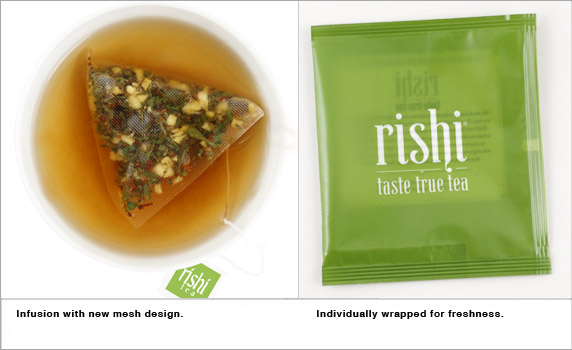 rishi
tea
rishi
rishi
taste true tea
Infusion with new mesh design.
Individually wrapped for freshness.